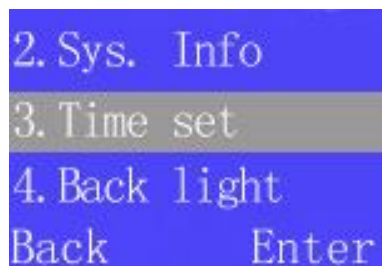 2. Sys. Info
3. Time set
4. Back light
Back Enter